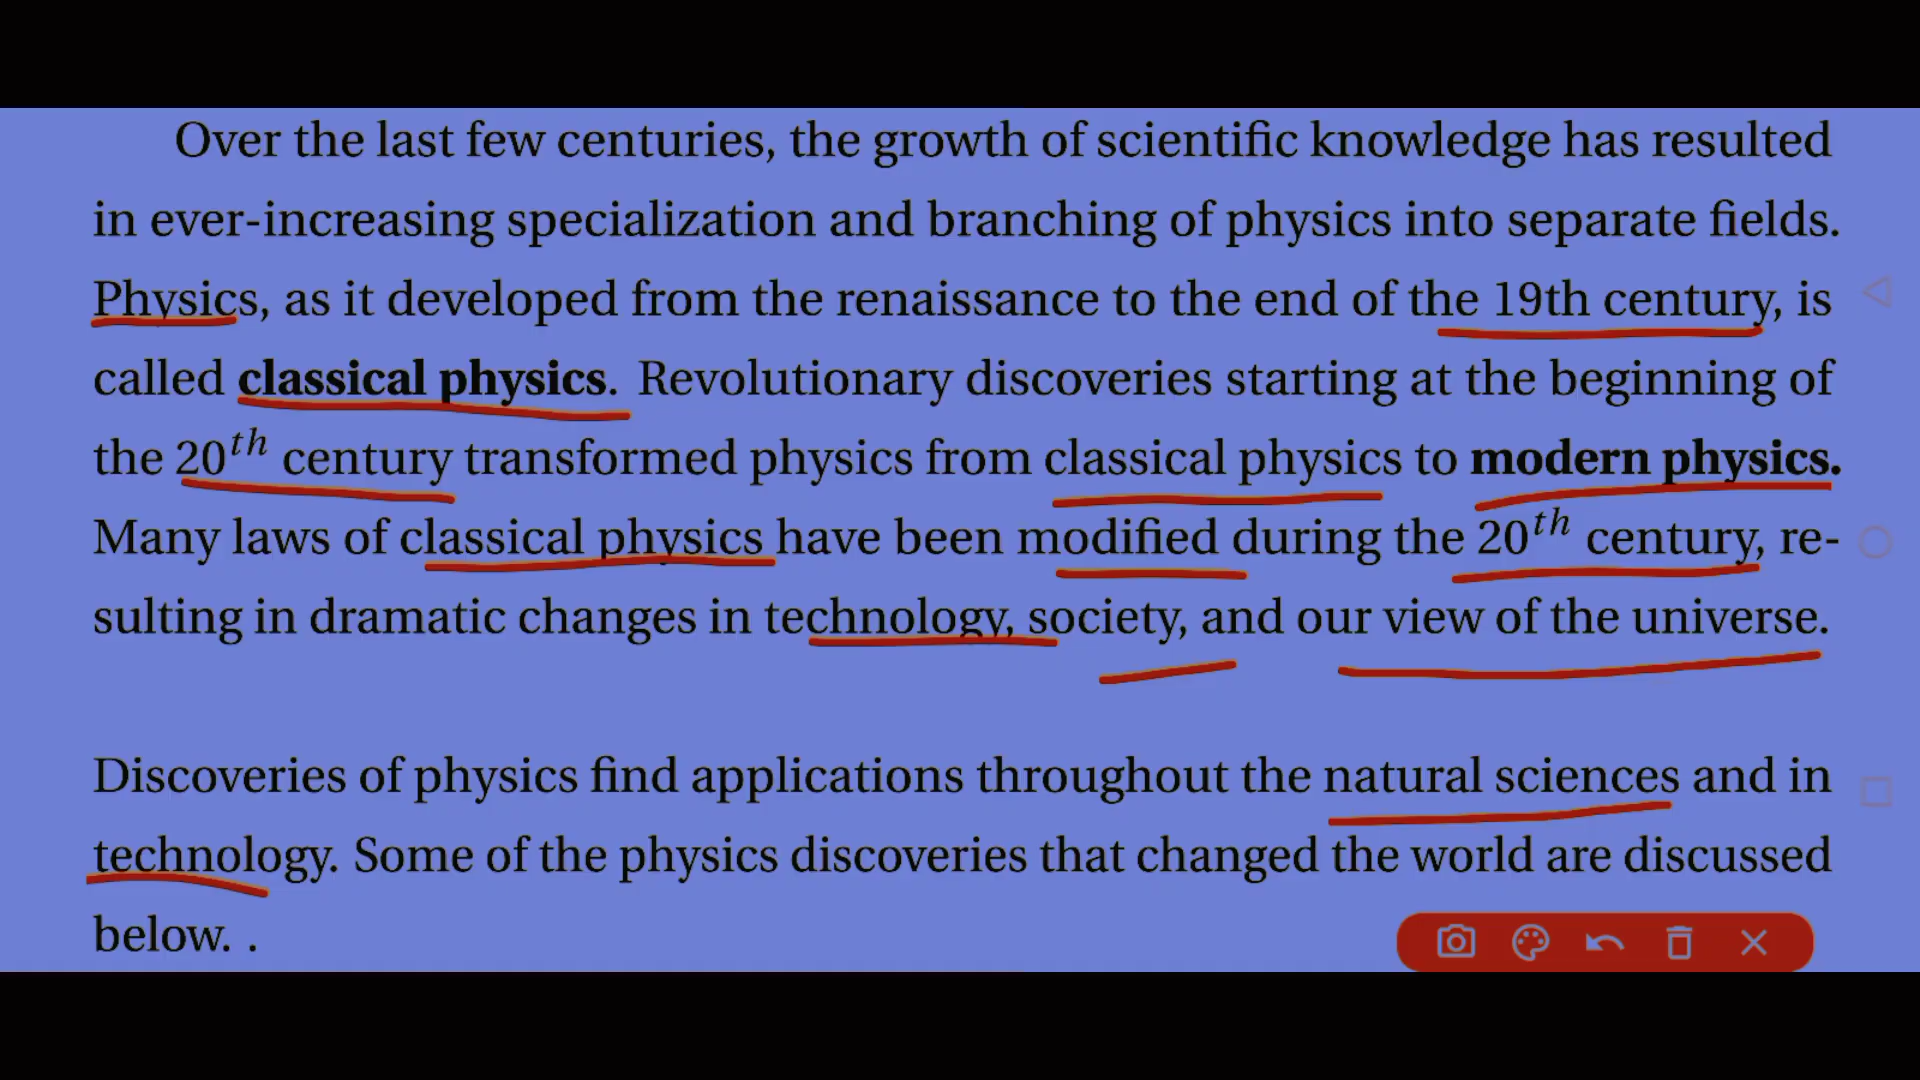 Over the last few centuries, the growth of scientific knowledge has resulted
in ever-increasing specialization and branching of physics into separate fields.
Physics, as it developed from the renaissance to the end of the 19th century, is
called classical physics. Revolutionary discoveries starting at the beginning of
the 20th century transformed physics from classical physics to modern physics.
Many laws of classical physics have been modified during the 20th century, re-
sulting in dramatic changes in technology, society, and our view of the universe.
Discoveries of physics find applications throughout the natural sciences and in
technology. Some of the physics discoveries that changed the world are discussed
below. .